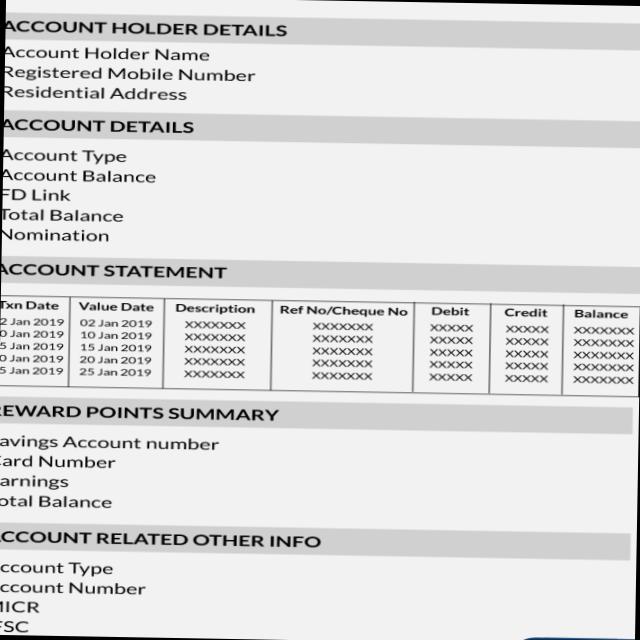 ACCOUNT HOLDER DETAILS
Account Holder Name
Registered Mobile Number
Residential Address
ACCOUNT DETAILS
Account Type
Account Balance
FD Link
Total Balance
Nomination
ACCOUNT STATEMENT
Txn Date Value Date Description Ref No/Cheque No Debit Credit Balance
2 Jan 2019 02 Jan 2019 XXXXXXX XXXXXXX XXXXX XXXXX XXXXXXX
0 Jan 2019 10 Jan 2019 XXXXXXX XXXXXXX XXXXX XXXXX XXXXXXX
5 Jan 2019 15 Jan 2019 XXXXXXX XXXXXXX XXXXX XXXXX XXXXXXX
0 Jan 2019 20 Jan 2019 XXXXXXX XXXXXXX XXXXX XXXXX XXXXXXX
5 Jan 2019 25 Jan 2019 XXXXXXX XXXXXXX XXXXX XXXXX XXXXXXX
REWARD POINTS SUMMARY
avings Account number
Card Number
arnings
otal Balance
ACCOUNT RELATED OTHER INFO
ccount Type
ccount Number
MICR
FSC